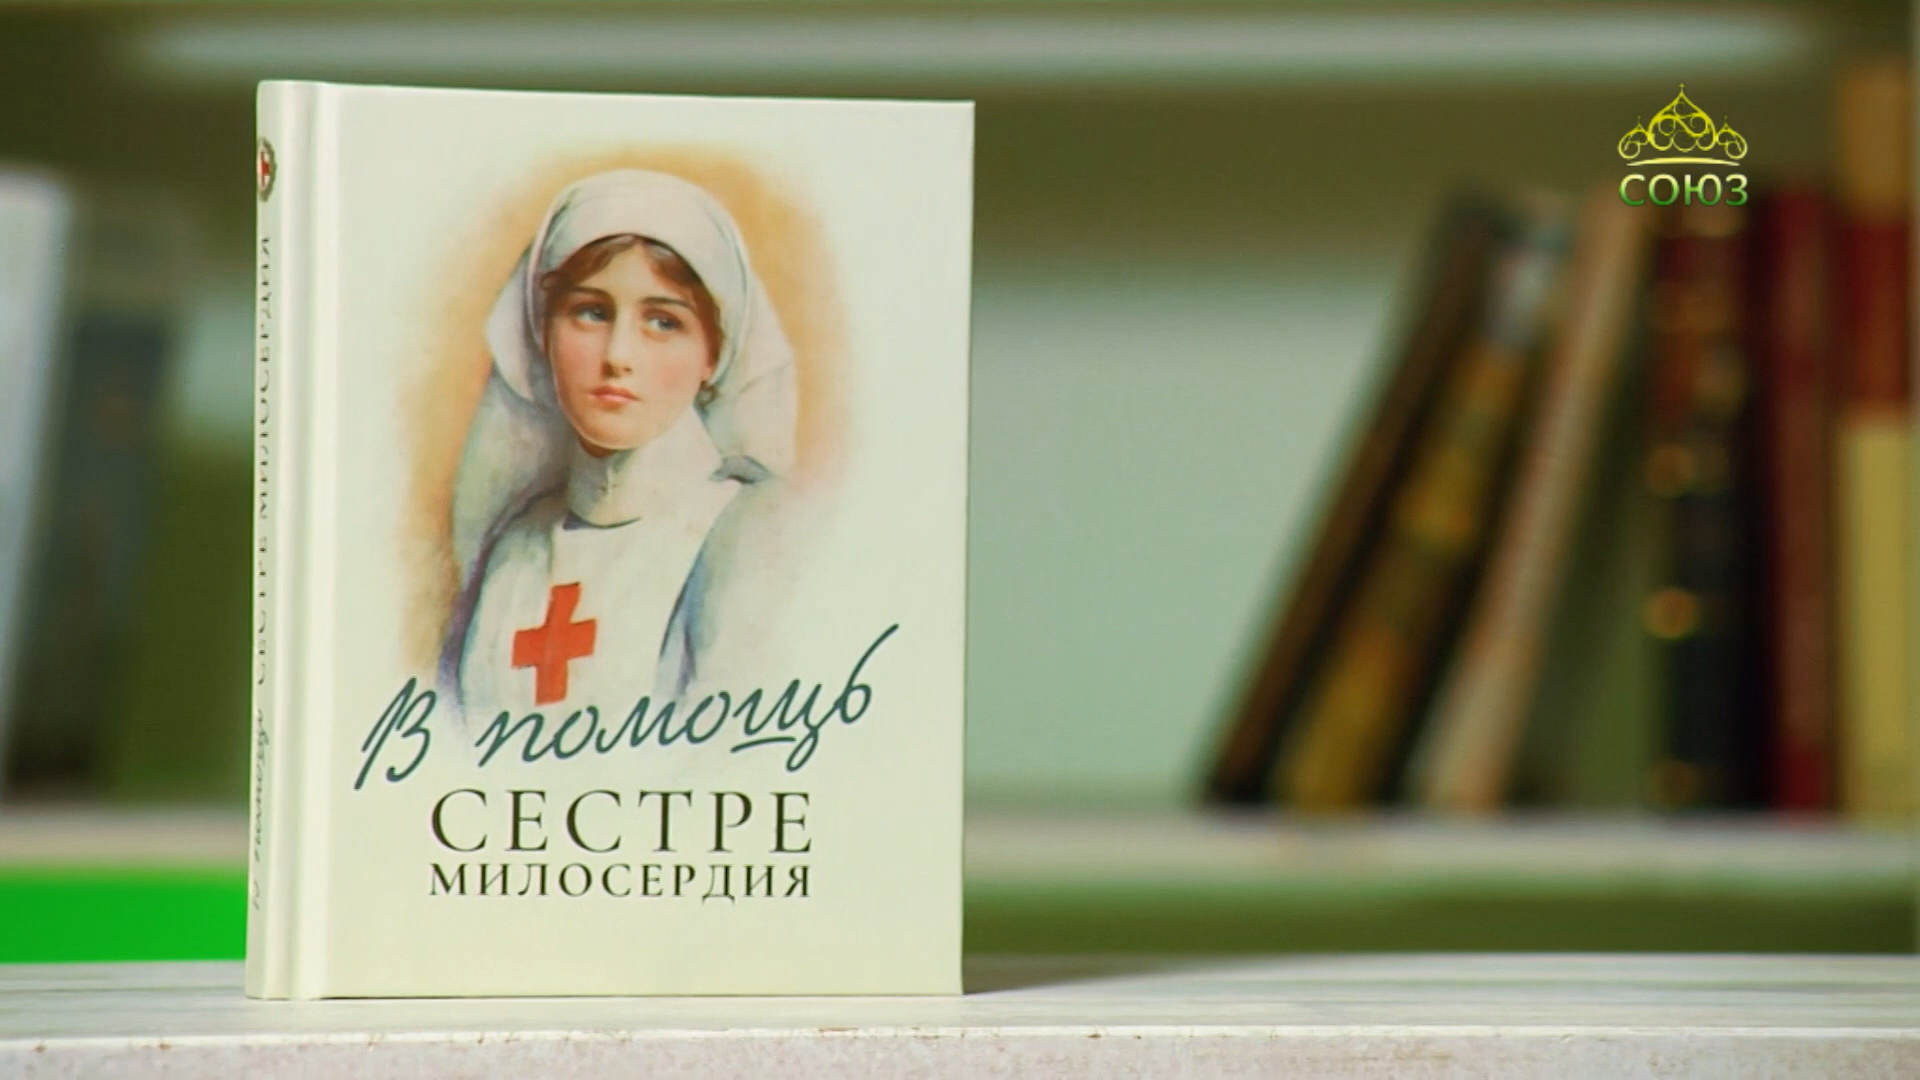 СОЮЗ
В помощь
СЕСТРЕ
МИЛОСЕРДИЯ
В помощь СЕСТРЕ МИЛОСЕРДИЯ